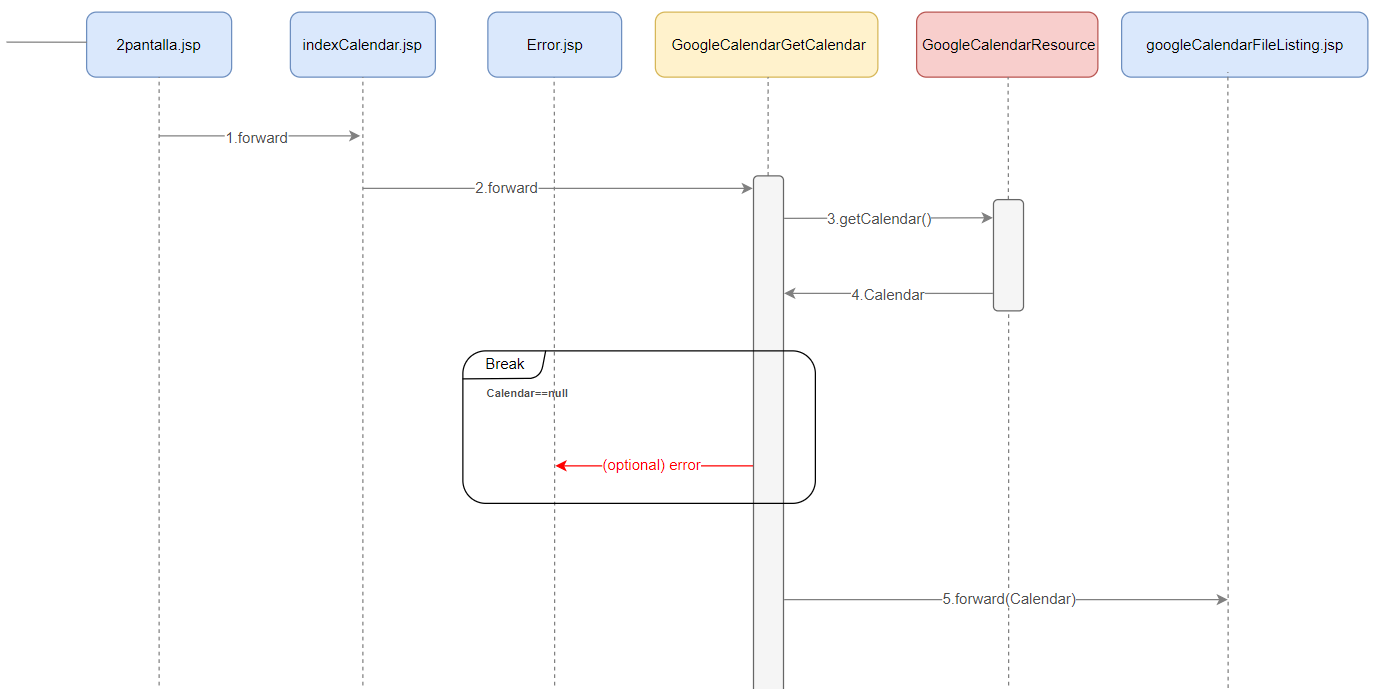 2pantalla.jsp
indexCalendar.jsp
Error.jsp
GoogleCalendarGetCalendar
GoogleCalendarResource
googleCalendarFileListing.jsp
1.forward
2.forward
3.getCalendar()
4.Calendar
Break
Calendar==null
(optional) error
5.forward(Calendar)